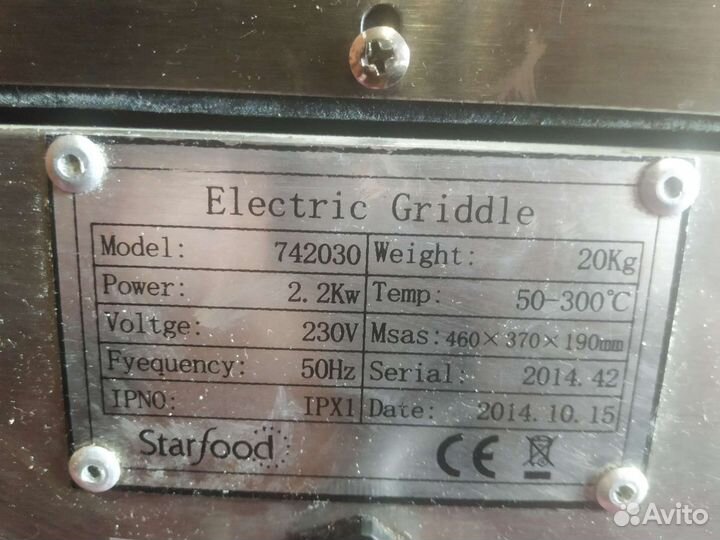 Electric Griddle
Model: 742030 Weight: 20Kg
Power: 2.2Kw Temp: 50-300℃
Voltge: 230V Msas: 460×370×190mm
Fyequency: 50Hz Serial: 2014.42
IPNO: IPX1 Date: 2014.10.15
Starfood CE
Avito